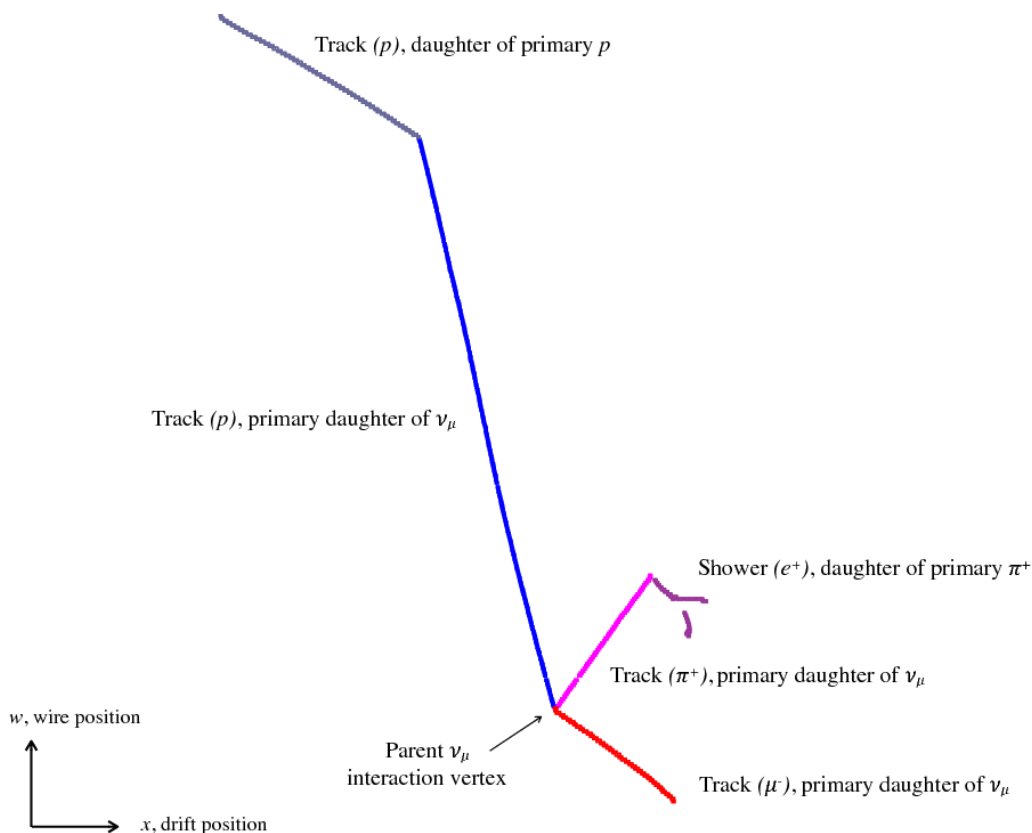 Track (p), daughter of primary p
Track (p), primary daughter of νμ
Shower (e⁺), daughter of primary π⁺
Track (π⁺), primary daughter of νμ
w, wire position
Parent νμ
interaction vertex
Track (μ⁻), primary daughter of νμ
x, drift position